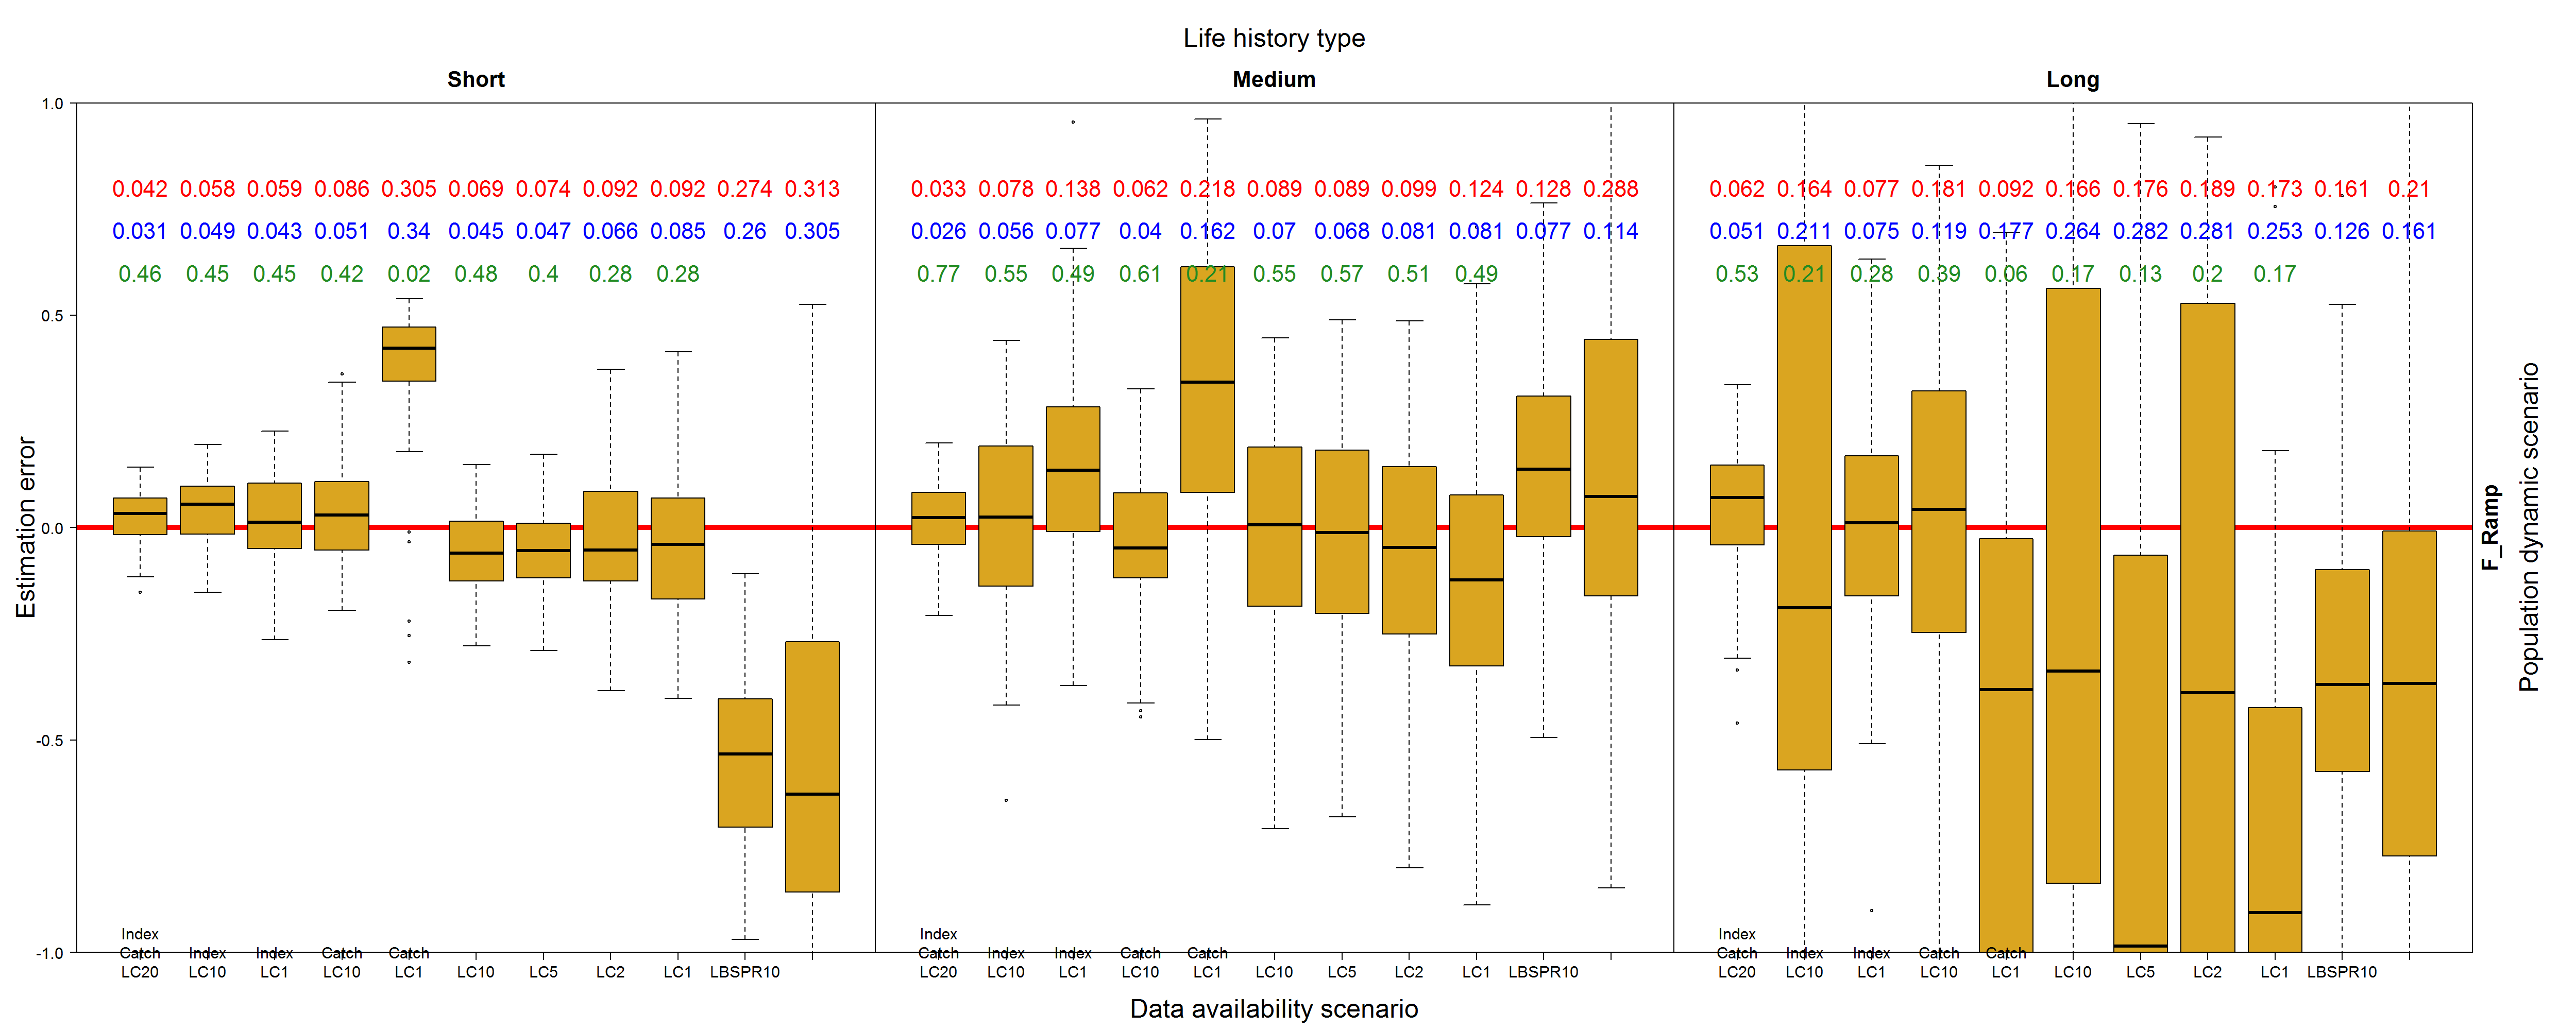 Life history type
Short Medium Long
1.0
0.042 0.058 0.059 0.086 0.305 0.069 0.074 0.092 0.092 0.274 0.313 0.033 0.078 0.138 0.062 0.218 0.089 0.089 0.099 0.124 0.128 0.288 0.062 0.164 0.077 0.181 0.092 0.166 0.176 0.189 0.173 0.161 0.21
0.031 0.049 0.043 0.051 0.34 0.045 0.047 0.066 0.085 0.26 0.305 0.026 0.056 0.077 0.04 0.162 0.07 0.068 0.081 0.081 0.077 0.114 0.051 0.211 0.075 0.119 0.177 0.264 0.282 0.281 0.253 0.126 0.161
0.46 0.45 0.45 0.42 0.02 0.48 0.4 0.28 0.28 0.77 0.55 0.49 0.61 0.21 0.55 0.57 0.51 0.49 0.53 0.21 0.28 0.39 0.06 0.17 0.13 0.2 0.17
0.5
0.0
-0.5
-1.0
Estimation error
F_Ramp
Population dynamic scenario
Index Index Index
Catch Index Index Catch Catch Catch Index Index Catch Catch Catch Index Index Catch Catch
LC20 LC10 LC1 LC10 LC1 LC10 LC5 LC2 LC1 LBSPR10 LC20 LC10 LC1 LC10 LC1 LC10 LC5 LC2 LC1 LBSPR10 LC20 LC10 LC1 LC10 LC1 LC10 LC5 LC2 LC1 LBSPR10
Data availability scenario